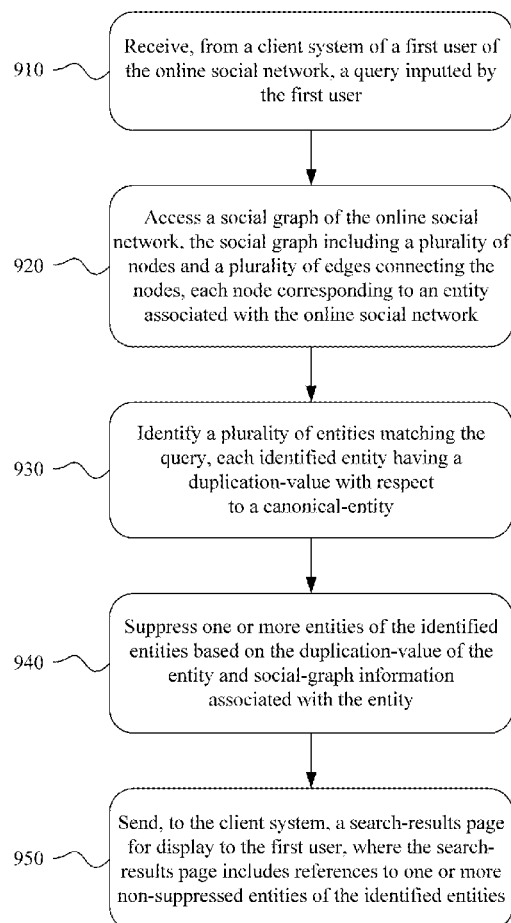 910
Receive, from a client system of a first user of
the online social network, a query inputted by
the first user
920
Access a social graph of the online social
network, the social graph including a plurality of
nodes and a plurality of edges connecting the
nodes, each node corresponding to an entity
associated with the online social network
930
Identify a plurality of entities matching the
query, each identified entity having a
duplication-value with respect
to a canonical-entity
940
Suppress one or more entities of the identified
entities based on the duplication-value of the
entity and social-graph information
associated with the entity
950
Send, to the client system, a search-results page
for display to the first user, where the search-
results page includes references to one or more
non-suppressed entities of the identified entities